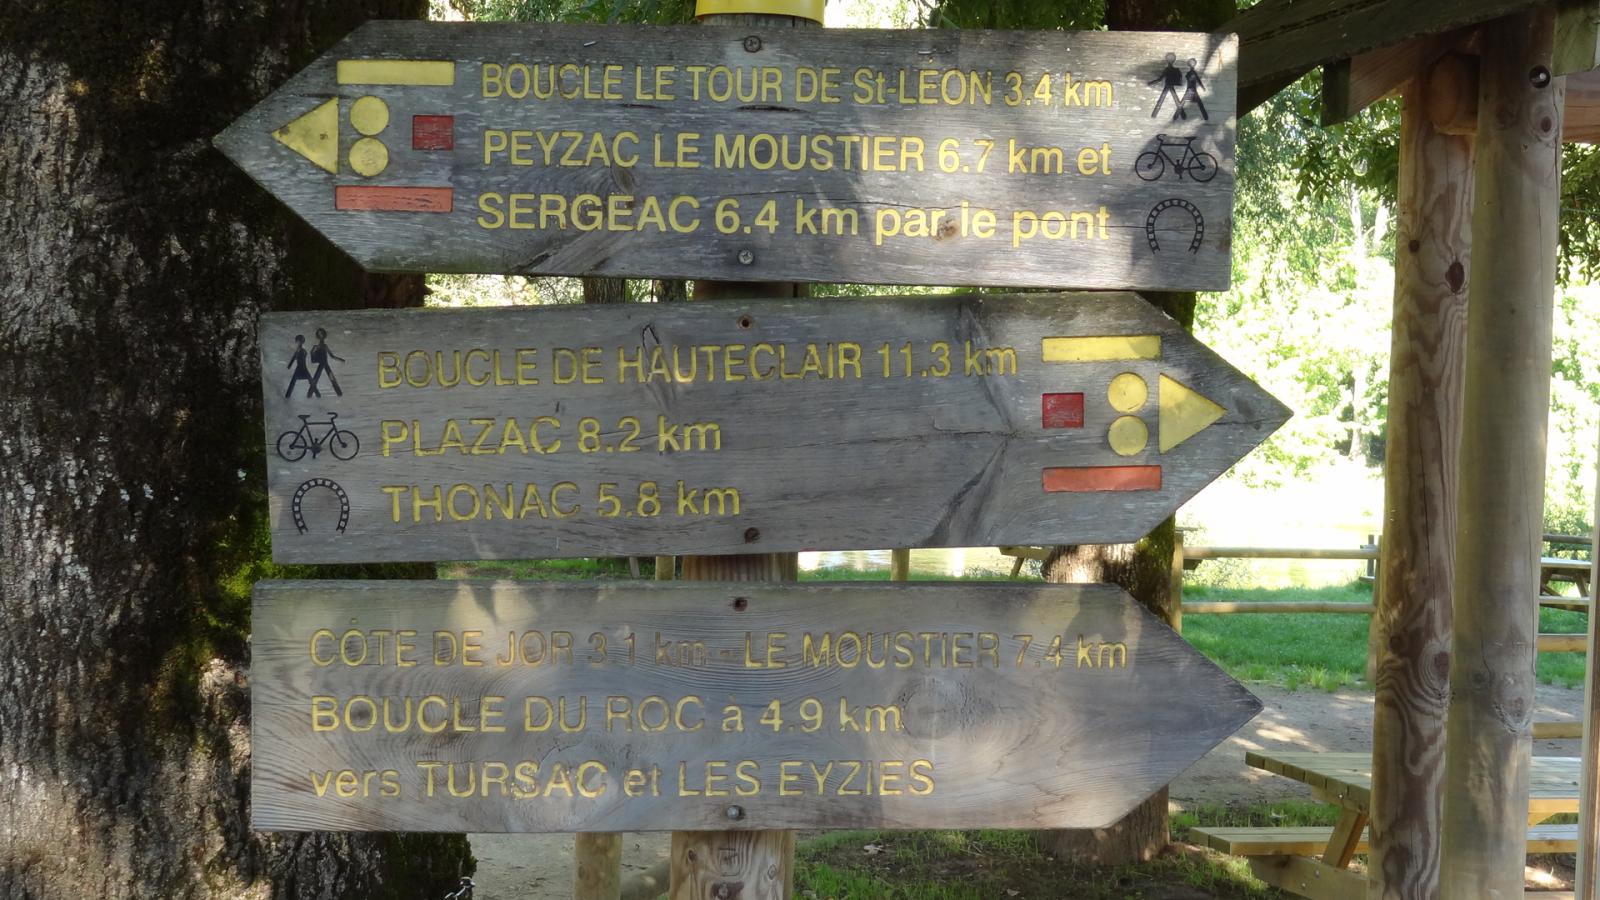 BOUCLE LE TOUR DE St-LÉON 3.4 km
PEYZAC LE MOUSTIER 6.7 km et
SERGEAC 6.4 km par le pont
BOUCLE DE HAUTECLAIR 11.3 km
PLAZAC 8.2 km
THONAC 5.8 km
CÔTE DE JOR 3.1 km - LE MOUSTIER 7.4 km
BOUCLE DU ROC à 4.9 km
vers TURSAC et LES EYZIES